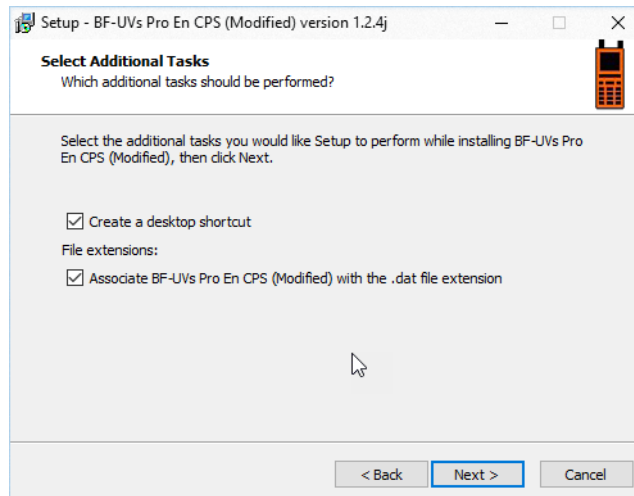 Setup - BF-UVs Pro En CPS (Modified) version 1.2.4j
Select Additional Tasks
Which additional tasks should be performed?
Select the additional tasks you would like Setup to perform while installing BF-UVs Pro
En CPS (Modified), then click Next.
Create a desktop shortcut
File extensions:
Associate BF-UVs Pro En CPS (Modified) with the .dat file extension
< Back
Next >
Cancel